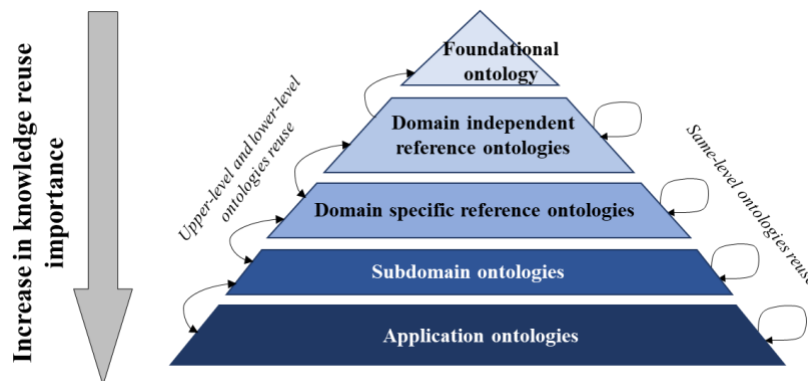 Increase in knowledge reuse
importance
Upper-level and lower-level
ontologies reuse
Foundational
ontology
Domain independent
reference ontologies
Domain specific reference ontologies
Subdomain ontologies
Application ontologies
Same-level ontologies reuse